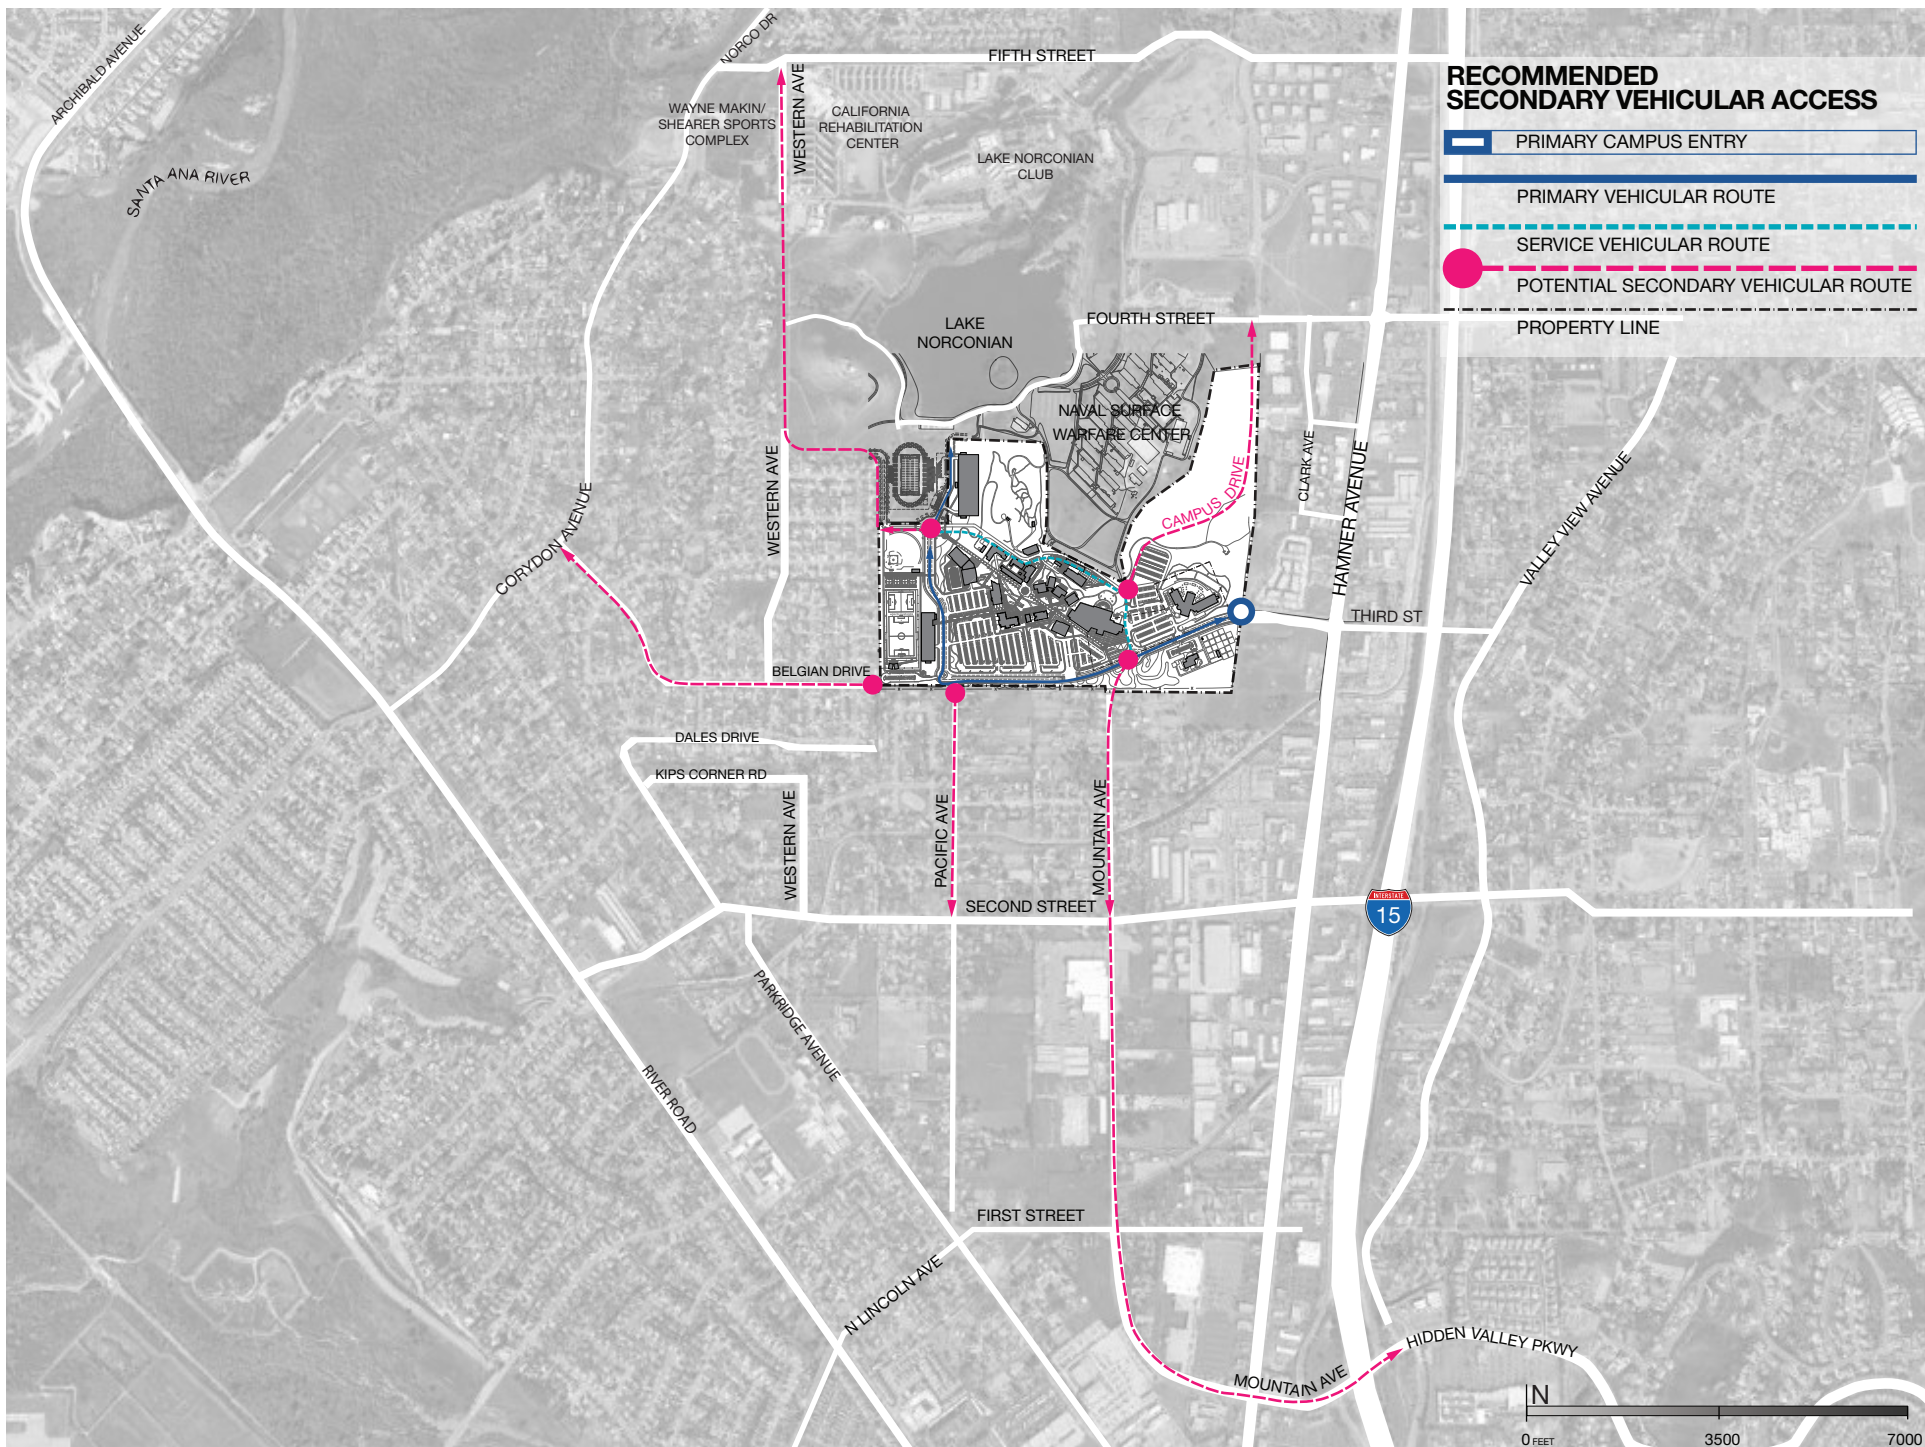 RECOMMENDED
SECONDARY VEHICULAR ACCESS
PRIMARY CAMPUS ENTRY
PRIMARY VEHICULAR ROUTE
SERVICE VEHICULAR ROUTE
POTENTIAL SECONDARY VEHICULAR ROUTE
PROPERTY LINE
ARCHIBALD AVENUE
NORCO DR
FIFTH STREET
WESTERN AVE
WAYNE MAKIN/
SHEARER SPORTS
COMPLEX
CALIFORNIA
REHABILITATION
CENTER
LAKE NORCONIAN
CLUB
SANTA ANA RIVER
LAKE
NORCONIAN
FOURTH STREET
NAVAL SURFACE
WARFARE CENTER
CAMPUS DRIVE
CLARK AVE
HAMNER AVENUE
VALLEY VIEW AVENUE
WESTERN AVE
CORYDON AVENUE
THIRD ST
BELGIAN DRIVE
DALES DRIVE
KIPS CORNER RD
WESTERN AVE
PACIFIC AVE
MOUNTAIN AVE
SECOND STREET
INTERSTATE
15
PARKRIDGE AVENUE
RIVER ROAD
FIRST STREET
N LINCOLN AVE
MOUNTAIN AVE
HIDDEN VALLEY PKWY
N
0 FEET 3500 7000